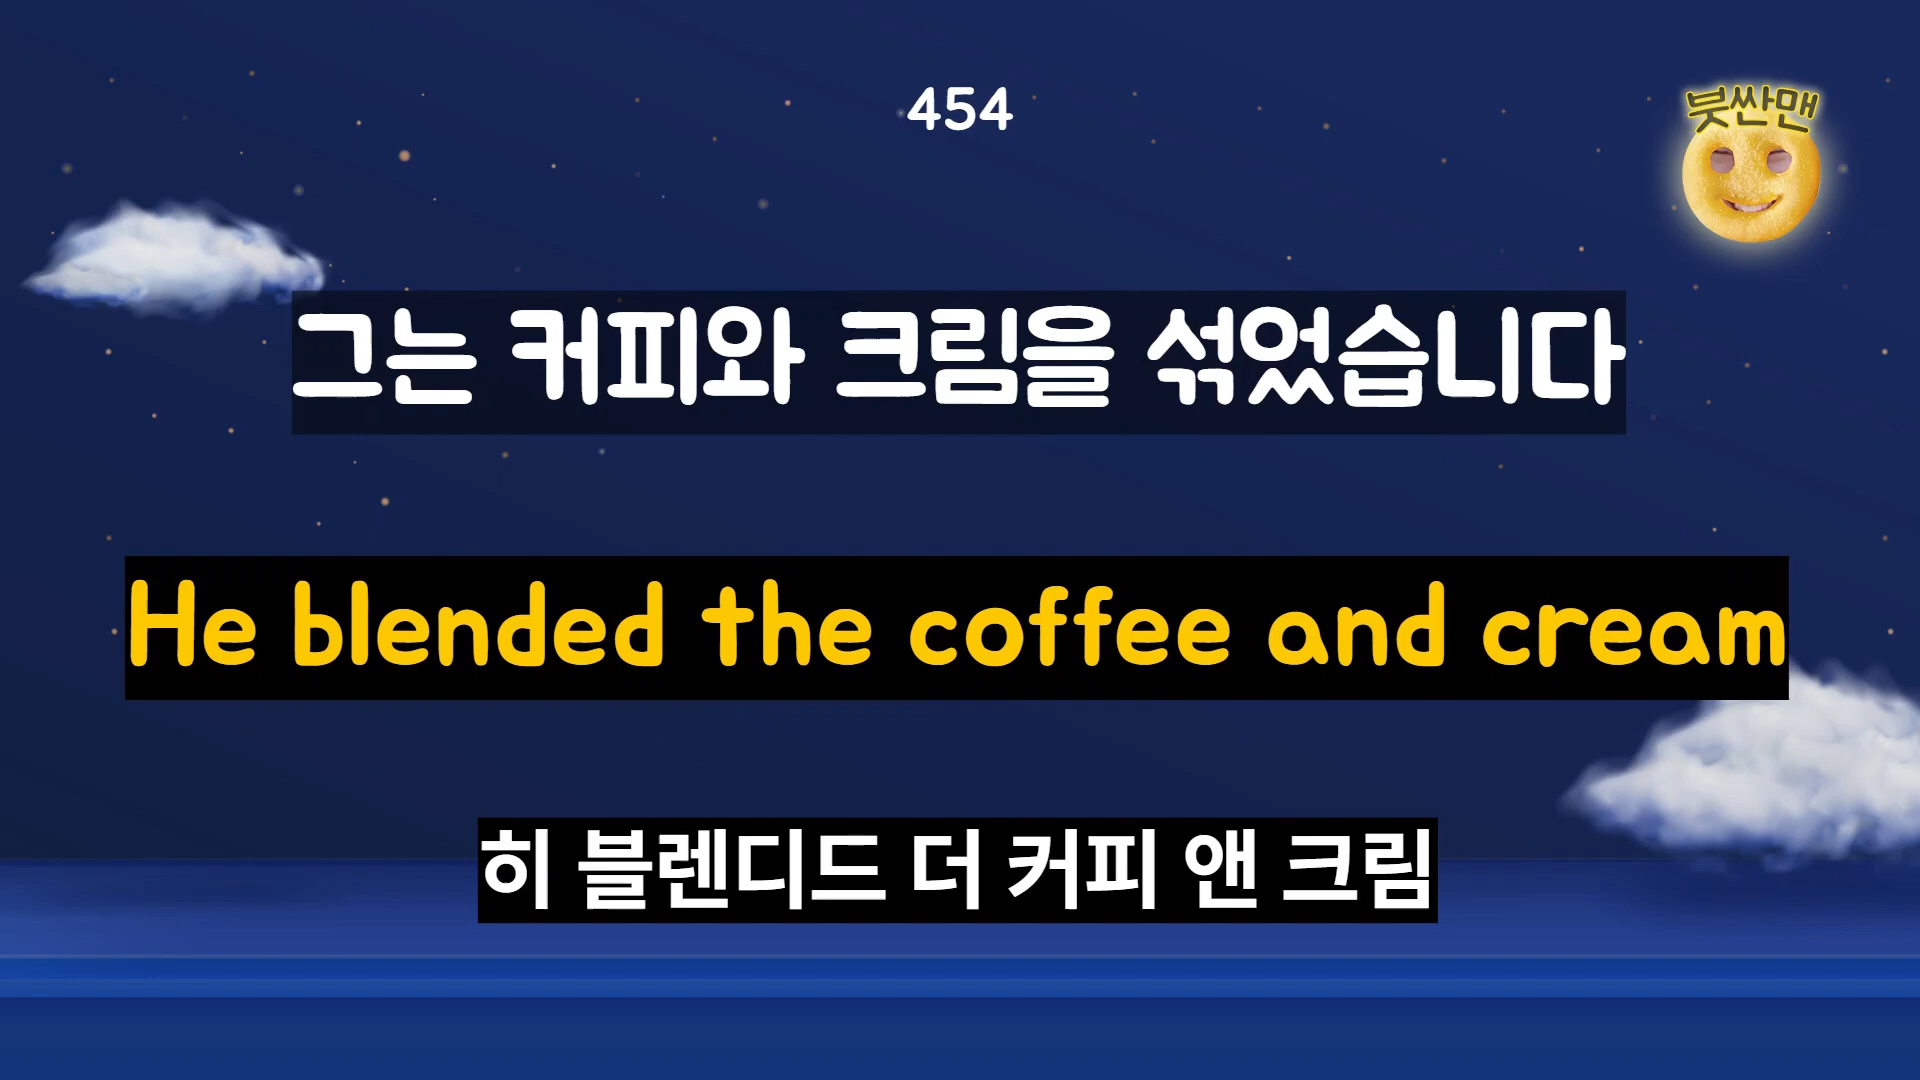 454
붓싼맨
그는 커피와 크림을 섞었습니다
He blended the coffee and cream
히 블렌디드 더 커피 앤 크림